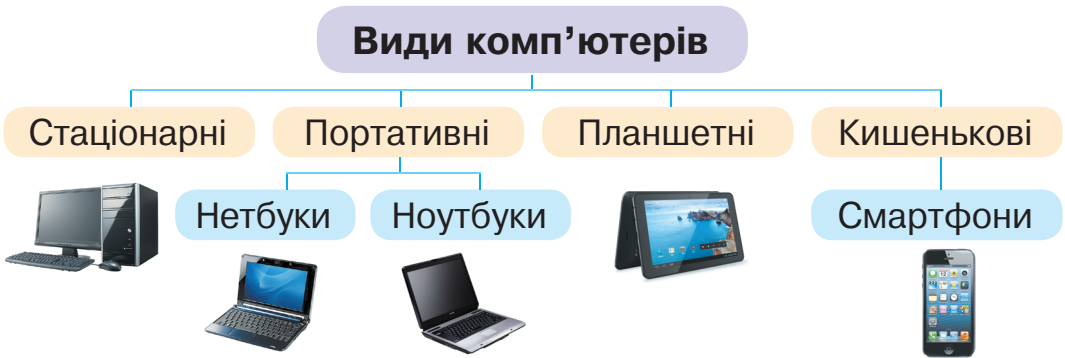 Види комп’ютерів
Стаціонарні
Портативні
Планшетні
Кишенькові
Нетбуки
Ноутбуки
Смартфони